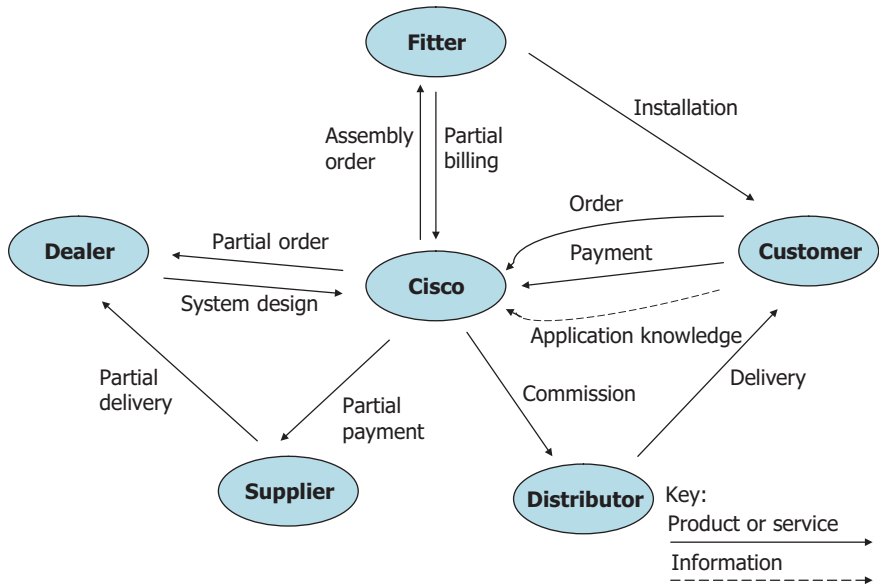 Fitter
Installation
Assembly
order
Partial
billing
Order
Dealer
Partial order
Customer
Payment
Cisco
System design
Application knowledge
Partial
delivery
Delivery
Commission
Partial
payment
Supplier
Distributor
Key:
Product or service
Information